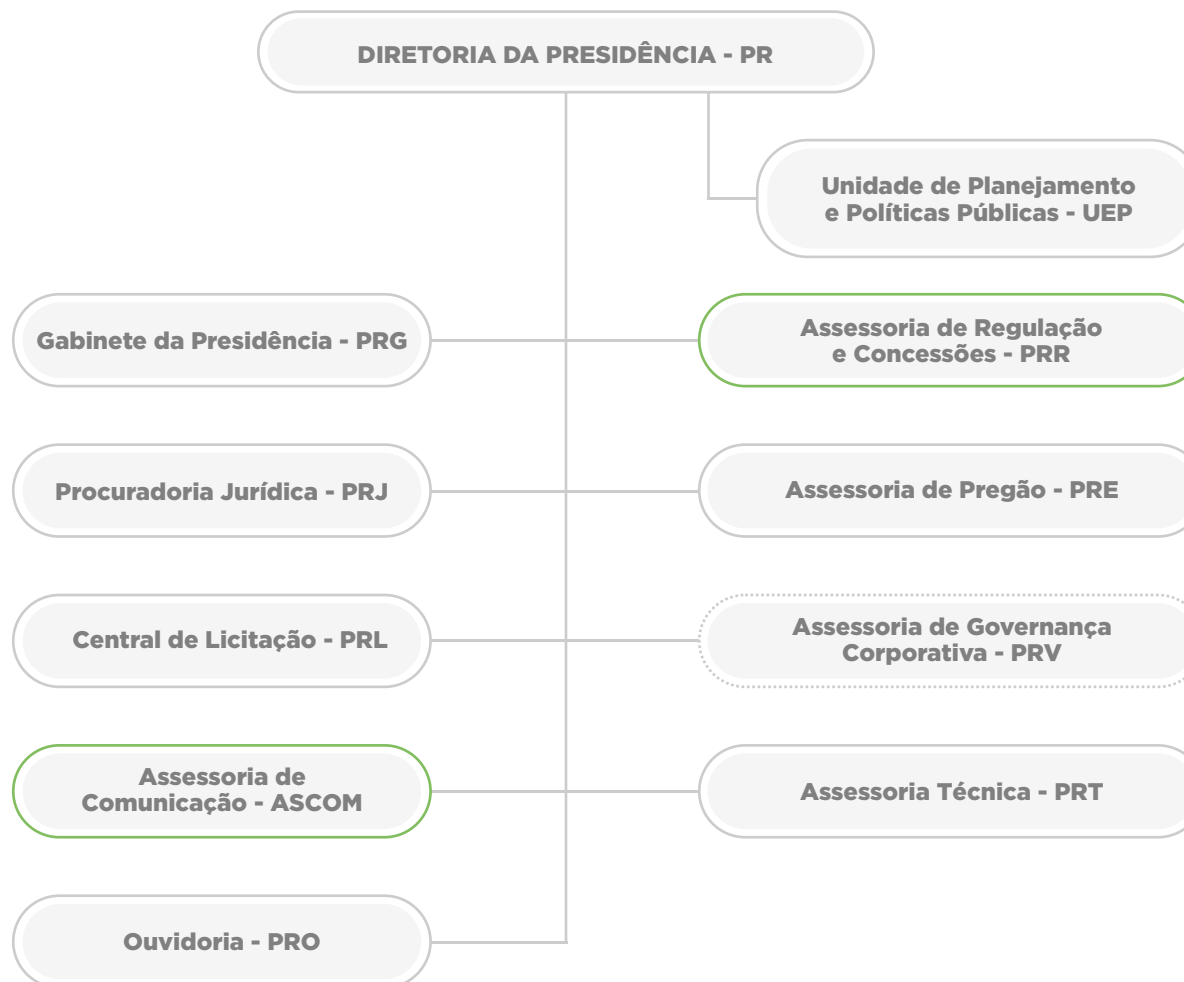 DIRETORIA DA PRESIDÊNCIA - PR
Unidade de Planejamento
e Políticas Públicas - UEP
Gabinete da Presidência - PRG
Assessoria de Regulação
e Concessões - PRR
Procuradoria Jurídica - PRJ
Assessoria de Pregão - PRE
Central de Licitação - PRL
Assessoria de Governança
Corporativa - PRV
Assessoria de
Comunicação - ASCOM
Assessoria Técnica - PRT
Ouvidoria - PRO